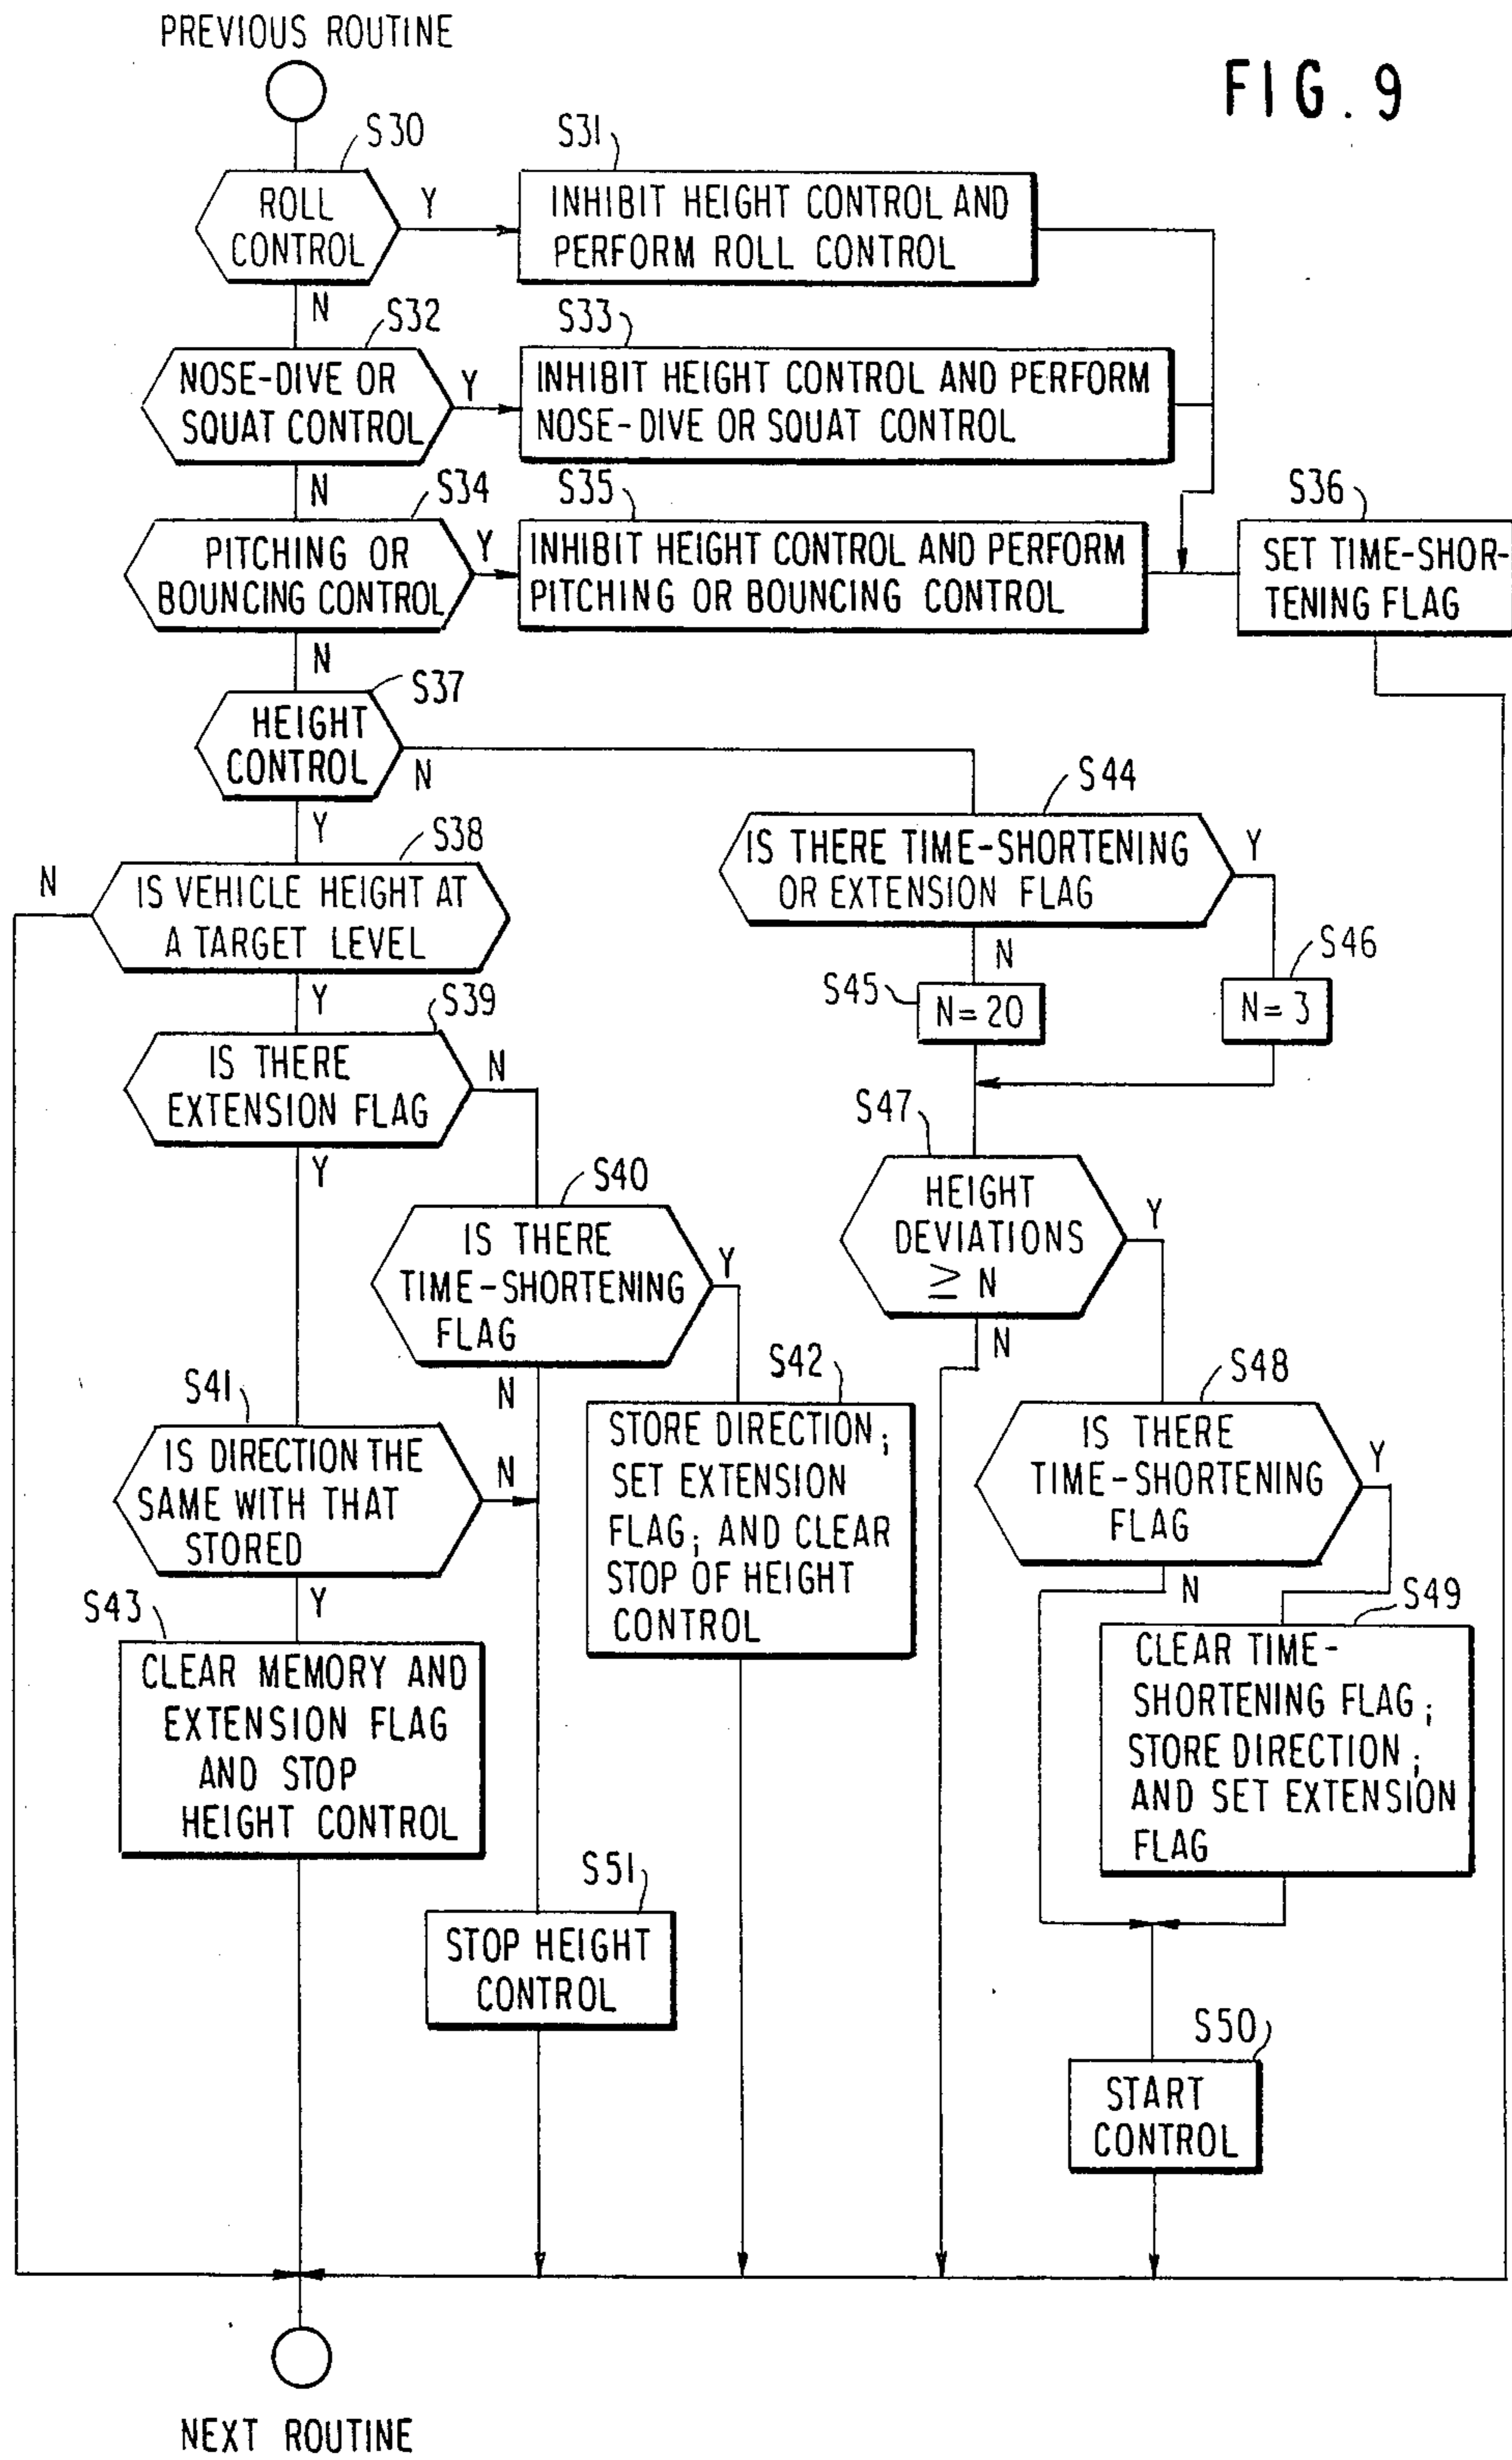 PREVIOUS ROUTINE
FIG. 9
S30
ROLL
CONTROL
Y
N
S31
INHIBIT HEIGHT CONTROL AND
PERFORM ROLL CONTROL
S32
NOSE-DIVE OR
SQUAT CONTROL
Y
N
S33
INHIBIT HEIGHT CONTROL AND PERFORM
NOSE-DIVE OR SQUAT CONTROL
S34
PITCHING OR
BOUNCING CONTROL
Y
N
S35
INHIBIT HEIGHT CONTROL AND PERFORM
PITCHING OR BOUNCING CONTROL
S36
SET TIME-SHOR-
TENING FLAG
S37
HEIGHT
CONTROL
N
Y
S38
N
IS VEHICLE HEIGHT AT
A TARGET LEVEL
Y
S39
IS THERE
EXTENSION FLAG
N
Y
S40
IS THERE
TIME-SHORTENING
FLAG
Y
N
S41
IS DIRECTION THE
SAME WITH THAT
STORED
N
Y
S42
STORE DIRECTION;
SET EXTENSION
FLAG; AND CLEAR
STOP OF HEIGHT
CONTROL
S43
CLEAR MEMORY AND
EXTENSION FLAG
AND STOP
HEIGHT CONTROL
S51
STOP HEIGHT
CONTROL
S44
IS THERE TIME-SHORTENING
OR EXTENSION FLAG
Y
N
S45
N=20
S46
N=3
S47
HEIGHT
DEVIATIONS
≥ N
Y
N
S48
IS THERE
TIME-SHORTENING
FLAG
Y
N
S49
CLEAR TIME-
SHORTENING FLAG;
STORE DIRECTION;
AND SET EXTENSION
FLAG
S50
START
CONTROL
NEXT ROUTINE